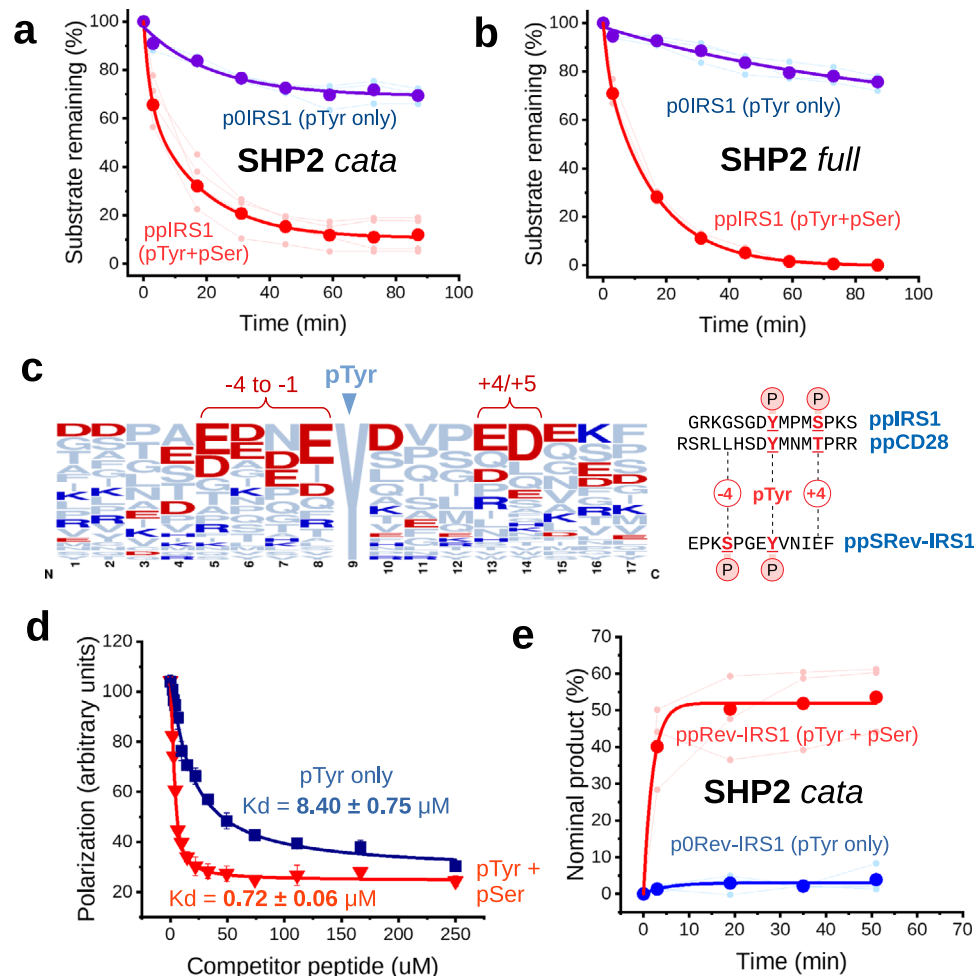 a
Substrate remaining (%)
100
80
60
40
20
0
p0IRS1 (pTyr only)
SHP2 cata
ppIRS1
(pTyr+pSer)
0 20 40 60 80 100
Time (min)
b
Substrate remaining (%)
100
80
60
40
20
0
p0IRS1 (pTyr only)
SHP2 full
ppIRS1 (pTyr+pSer)
0 20 40 60 80 100
Time (min)
c
-4 to -1
pTyr
+4/+5
N 1 2 3 4 5 6 7 8 9 10 11 12 13 14 15 16 17 C
P P
GRKGSGDYMPMSPKS ppIRS1
RSRLLHSDYMNMTPRR ppCD28
-4 pTyr +4
EPKSPGEYVNIEF ppSRev-IRS1
P P
d
Polarization (arbitrary units)
120
100
80
60
40
20
pTyr only
Kd = 8.40 ± 0.75 μM
pTyr +
pSer
Kd = 0.72 ± 0.06 μM
0 50 100 150 200 250
Competitor peptide (uM)
e
Nominal product (%)
70
60
50
40
30
20
10
0
ppRev-IRS1 (pTyr + pSer)
SHP2 cata
p0Rev-IRS1 (pTyr only)
0 10 20 30 40 50 60 70
Time (min)